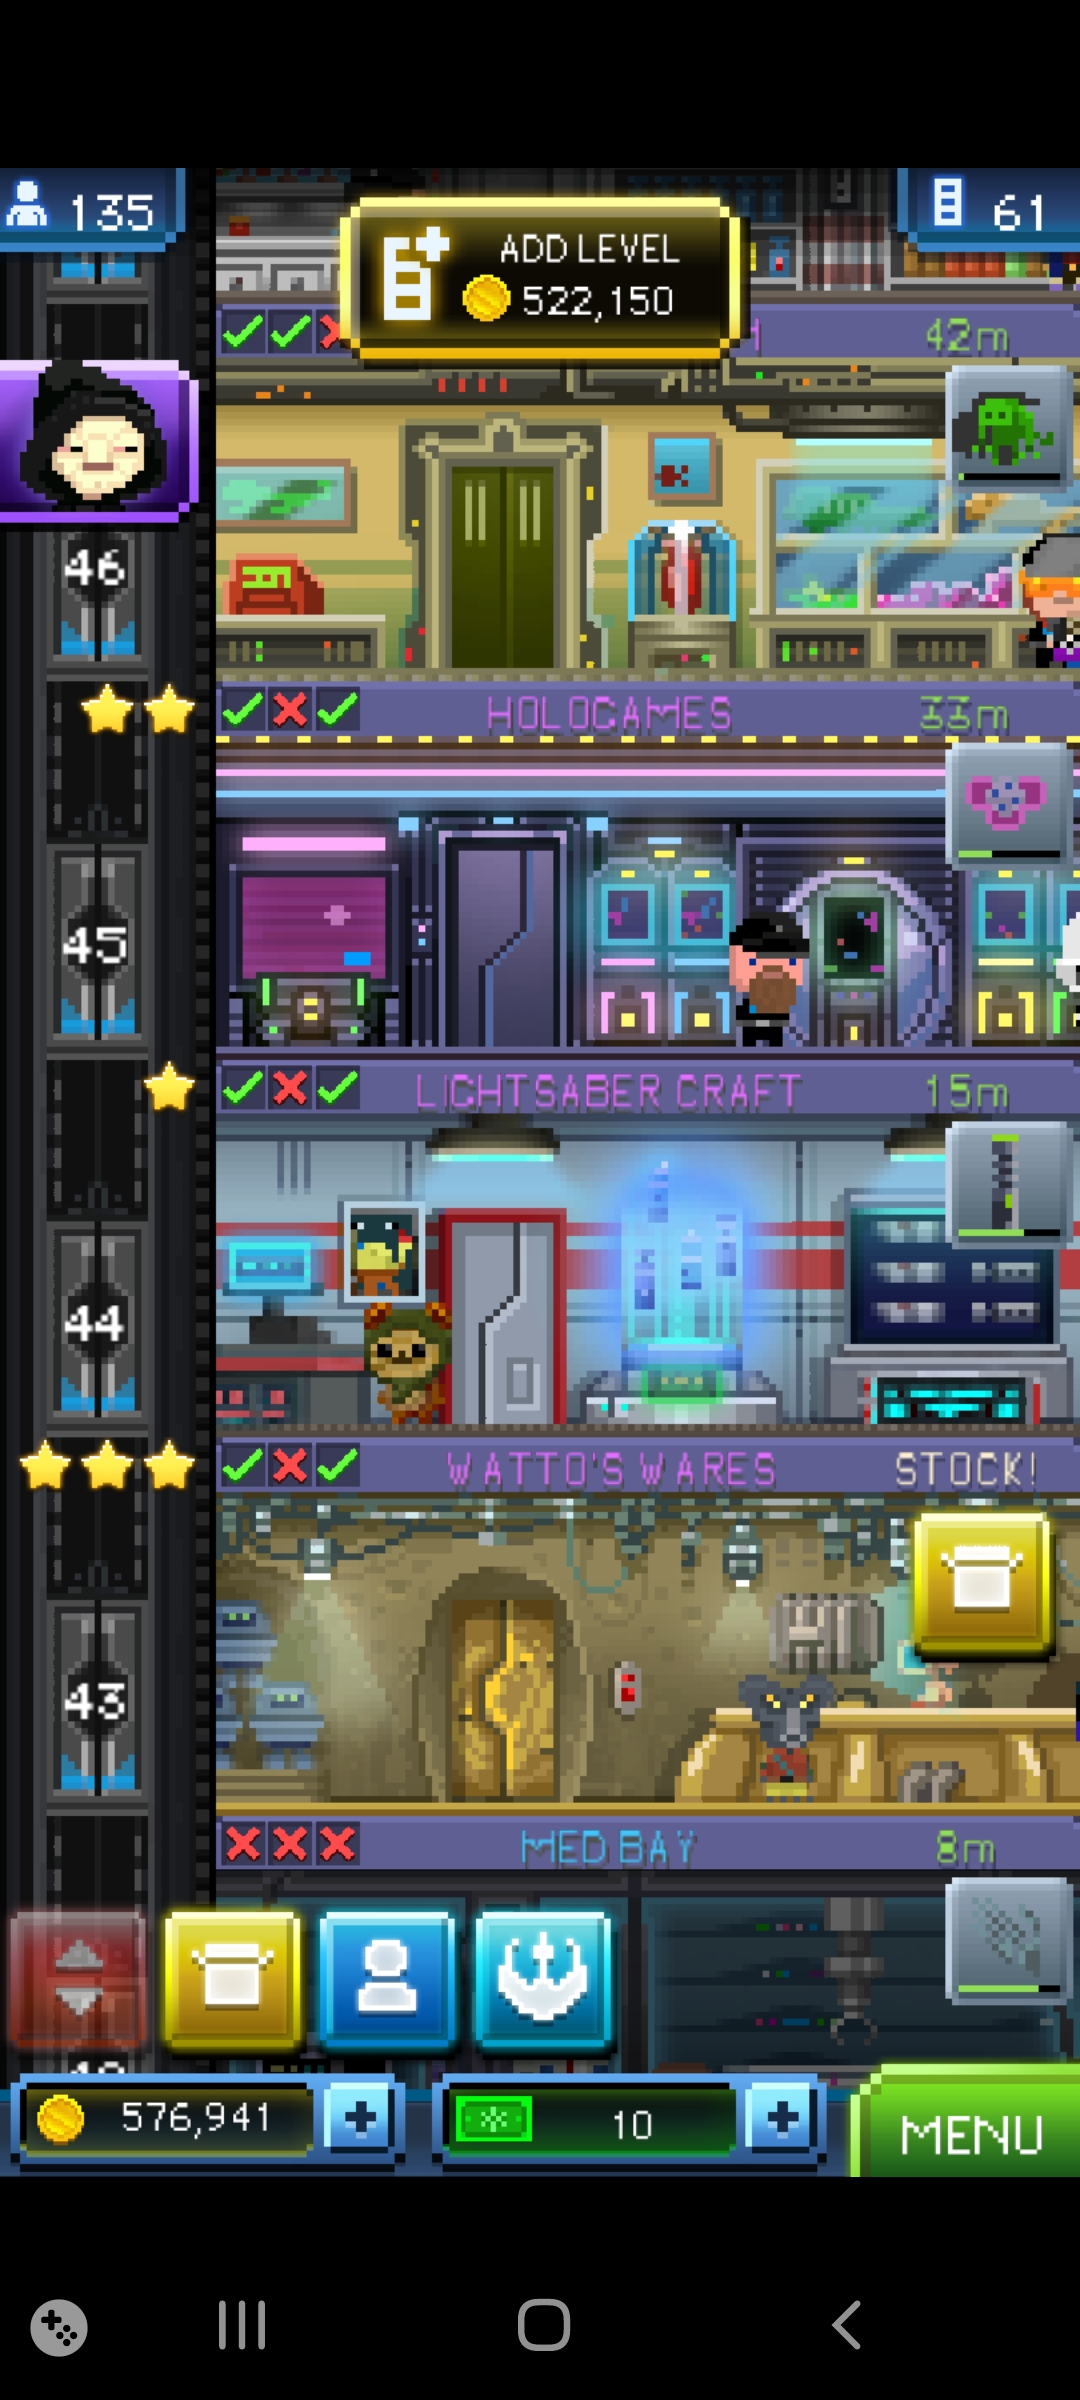 135
61
ADD LEVEL
522,150
42m
46
HOLOGAMES 33m
45
LIGHTSABER CRAFT 15m
44
WATTO'S WARES STOCK!
43
MED BAY 8m
576,941
10
MENU